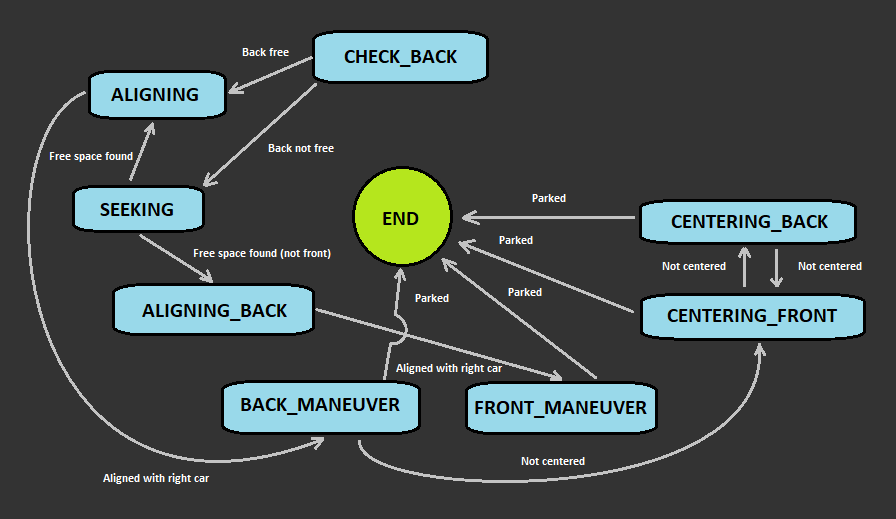 CHECK_BACK
Back free
ALIGNING
Back not free
Free space found
SEEKING
Parked
END
CENTERING_BACK
Parked
Free space found (not front)
Not centered
Not centered
Parked
Parked
ALIGNING_BACK
CENTERING_FRONT
Aligned with right car
BACK_MANEUVER
FRONT_MANEUVER
Not centered
Aligned with right car